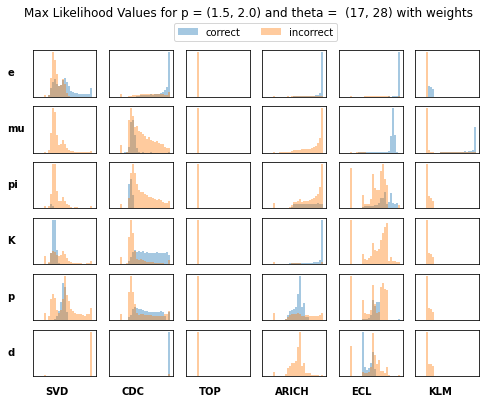 Max Likelihood Values for p = (1.5, 2.0) and theta =  (17, 28) with weights
correct incorrect
e
mu
pi
K
p
d
SVD CDC TOP ARICH ECL KLM